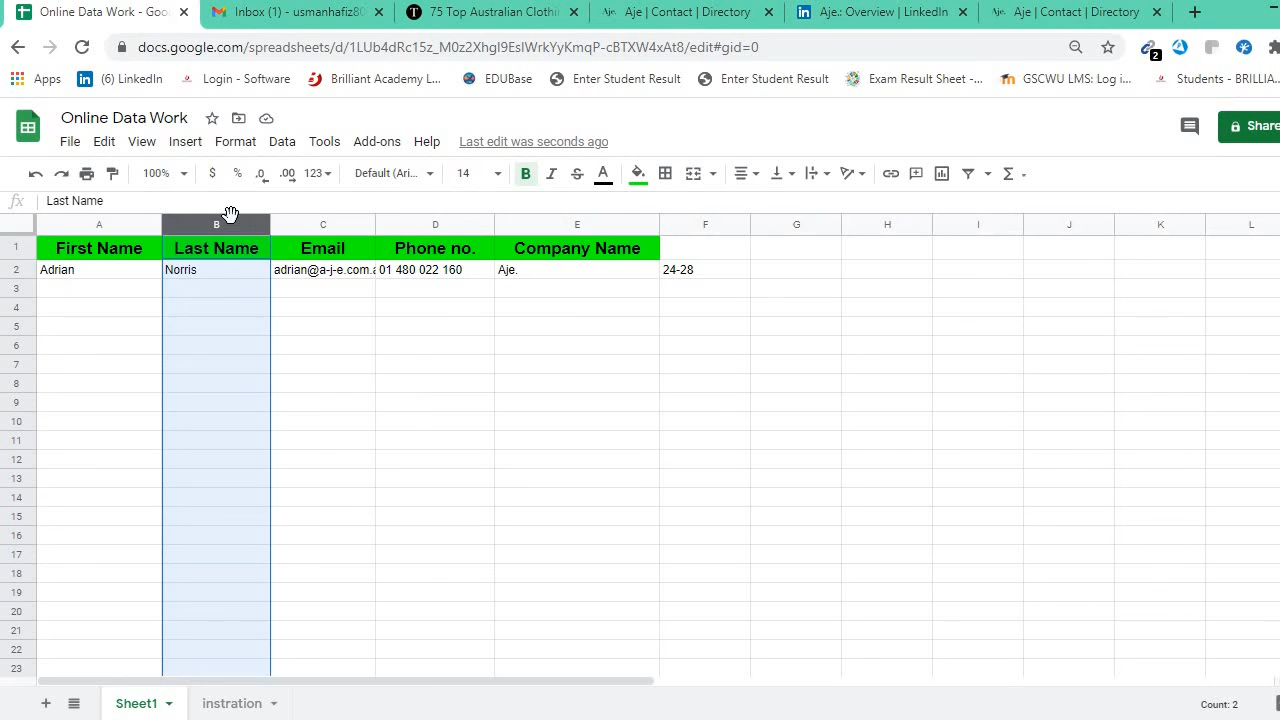 Online Data Work - Goo
Inbox (1) - usmanhafiz80
75 Top Australian Clothi
Aje | Contact | Directory
Aje.: Overview | LinkedIn
Aje | Contact | Directory
docs.google.com/spreadsheets/d/1LUb4dRc15z_M0z2XhgI9EslWrkYyKmqP-cBTXW4xAt8/edit#gid=0
2
Apps
(6) LinkedIn
Login - Software
Brilliant Academy L...
EDUBase
Enter Student Result
Enter Student Result
Exam Result Sheet -...
GSCWU LMS: Log i...
Students - BRILLIA
Online Data Work
File Edit View Insert Format Data Tools Add-ons Help Last edit was seconds ago
Share
100% $ % .0 .00 123 Default (Ari... 14 B I S A Σ
fx Last Name
A B C D E F G H I J K L
1 First Name Last Name Email Phone no. Company Name
2 Adrian Norris adrian@a-j-e.com.a 01 480 022 160 Aje. 24-28
3
4
5
6
7
8
9
10
11
12
13
14
15
16
17
18
19
20
21
22
23
Sheet1 instration Count: 2